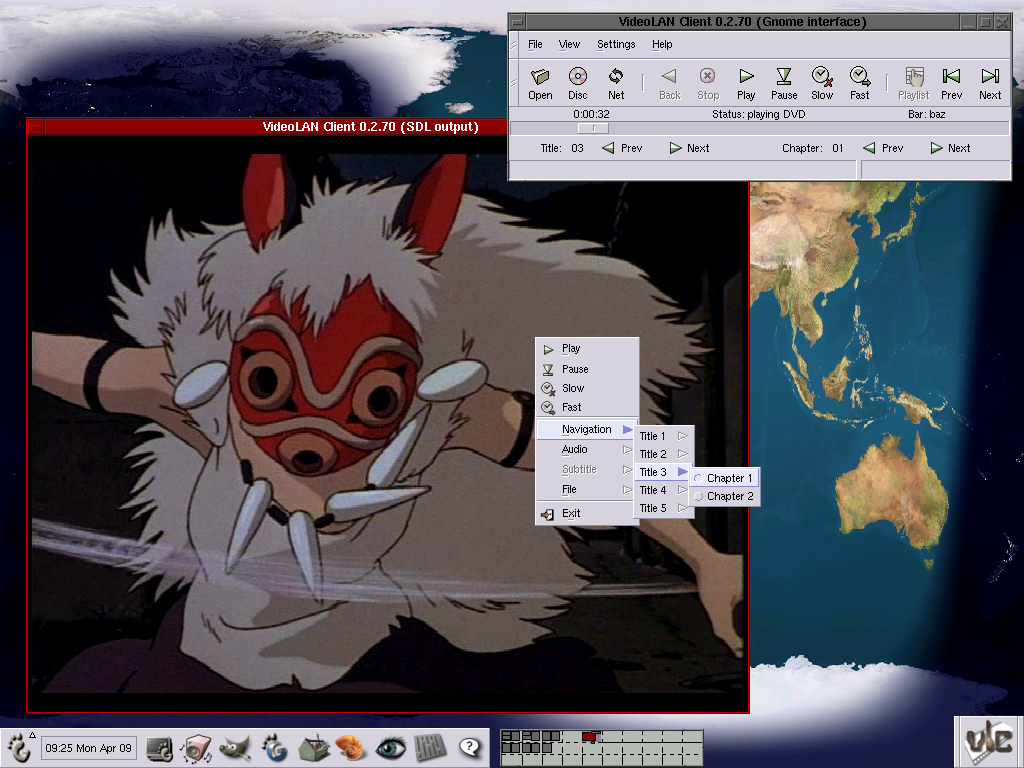 VideoLAN Client 0.2.70 (Gnome interface)
File View Settings Help
Open Disc Net Back Stop Play Pause Slow Fast Playlist Prev Next
0:00:32 Status: playing DVD Bar: baz
Title: 03 Prev Next Chapter: 01 Prev Next
VideoLAN Client 0.2.70 (SDL output)
Play
Pause
Slow
Fast
Navigation
Audio
Subtitle
File
Exit
Title 1
Title 2
Title 3
Title 4
Title 5
Chapter 1
Chapter 2
09:25 Mon Apr 09
?
vlc